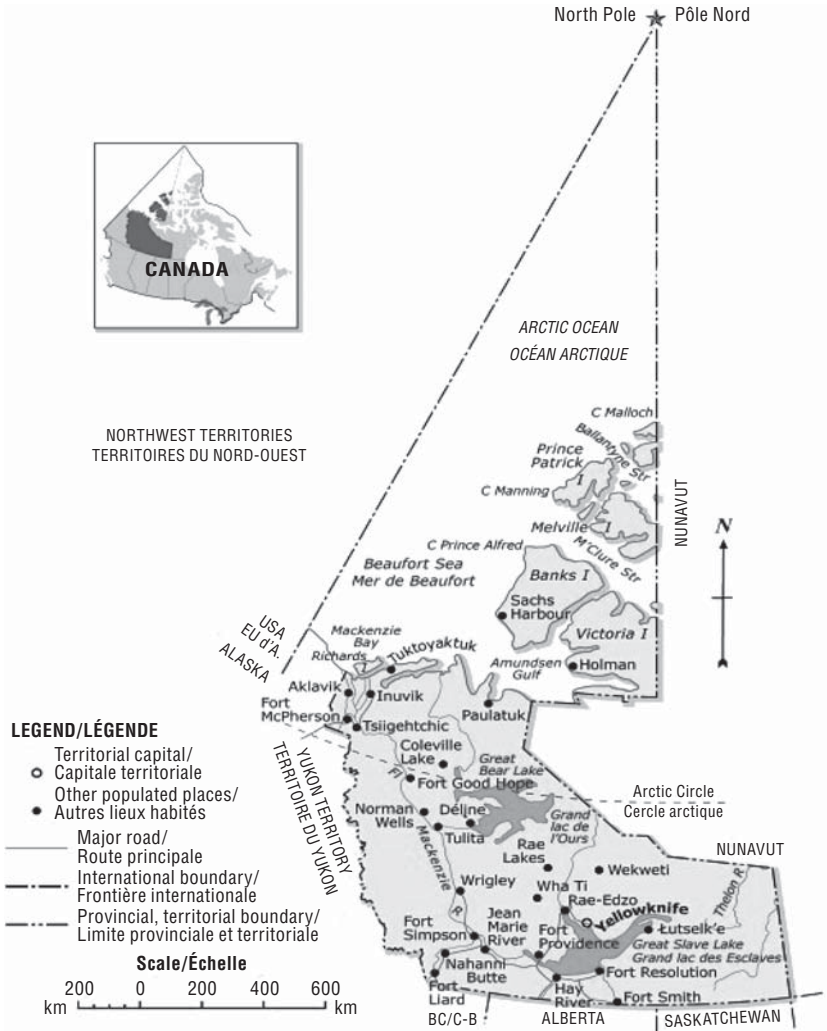 North Pole
Pôle Nord
CANADA
ARCTIC OCEAN
OCÉAN ARCTIQUE
NORTHWEST TERRITORIES
TERRITOIRES DU NORD-OUEST
C Malloch
Ballantyne Str
Prince
Patrick
I
C Manning
Melville I
M'Clure Str
NUNAVUT
N
C Prince Alfred
Beaufort Sea
Mer de Beaufort
Banks I
Sachs
Harbour
Victoria I
USA
EU d'A.
ALASKA
Mackenzie
Bay
Richards
I
Tuktoyaktuk
Amundsen
Gulf
Holman
Aklavik
Inuvik
Fort
McPherson
Tsiigehtchic
Paulatuk
YUKON TERRITORY
TERRITOIRE DU YUKON
Coleville
Lake
Great
Bear Lake
Fl
Fort Good Hope
Arctic Circle
Cercle arctique
Norman
Wells
Déline
Tulita
Grand
lac de
l'Ours
Mackenzie
R
Rae
Lakes
Wekweti
NUNAVUT
Wrigley
Wha Ti
Rae-Edzo
Yellowknife
Thelon R
Fort
Simpson
Jean
Marie
River
Fort
Providence
Łutselk'e
Great Slave Lake
Grand lac des Esclaves
Nahanni
Butte
Fort Resolution
Fort
Liard
Hay
River
Fort Smith
BC/C-B
ALBERTA
SASKATCHEWAN
LEGEND/LÉGENDE
Territorial capital/
Capitale territoriale
Other populated places/
Autres lieux habités
Major road/
Route principale
International boundary/
Frontière internationale
Provincial, territorial boundary/
Limite provinciale et territoriale
Scale/Échelle
km 200 0 200 400 600 km